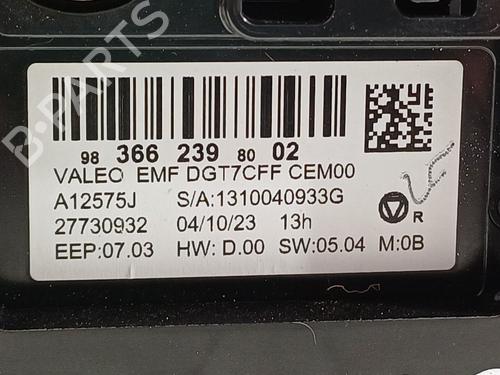 B-PARTS
98 366 239 80 02
VALEO EMF DGT7CFF CEM00
A12575J S/A:1310040933G
27730932 04/10/23 13h
EEP:07.03 HW: D.00 SW:05.04 M:0B
V R